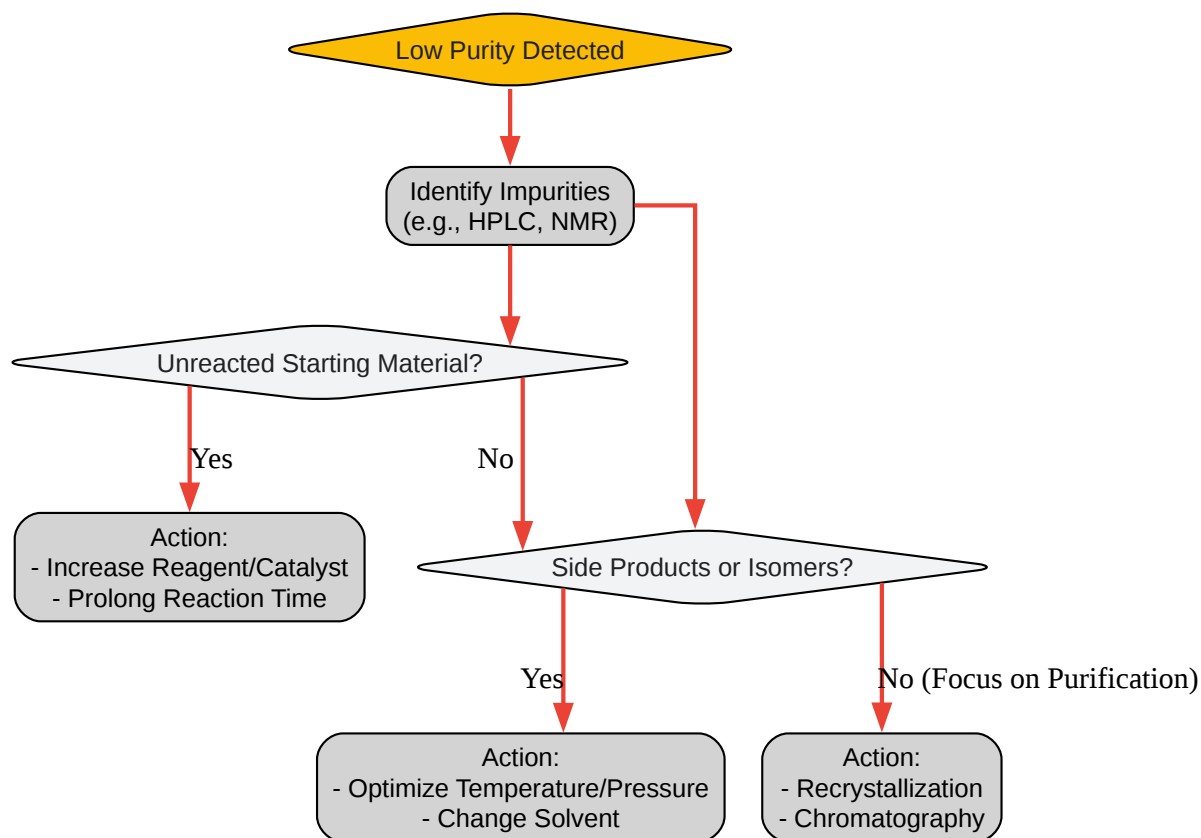 Low Purity Detected
Identify Impurities
(e.g., HPLC, NMR)
Unreacted Starting Material?
Yes
No
Action:
- Increase Reagent/Catalyst
- Prolong Reaction Time
Side Products or Isomers?
Yes
No (Focus on Purification)
Action:
- Optimize Temperature/Pressure
- Change Solvent
Action:
- Recrystallization
- Chromatography